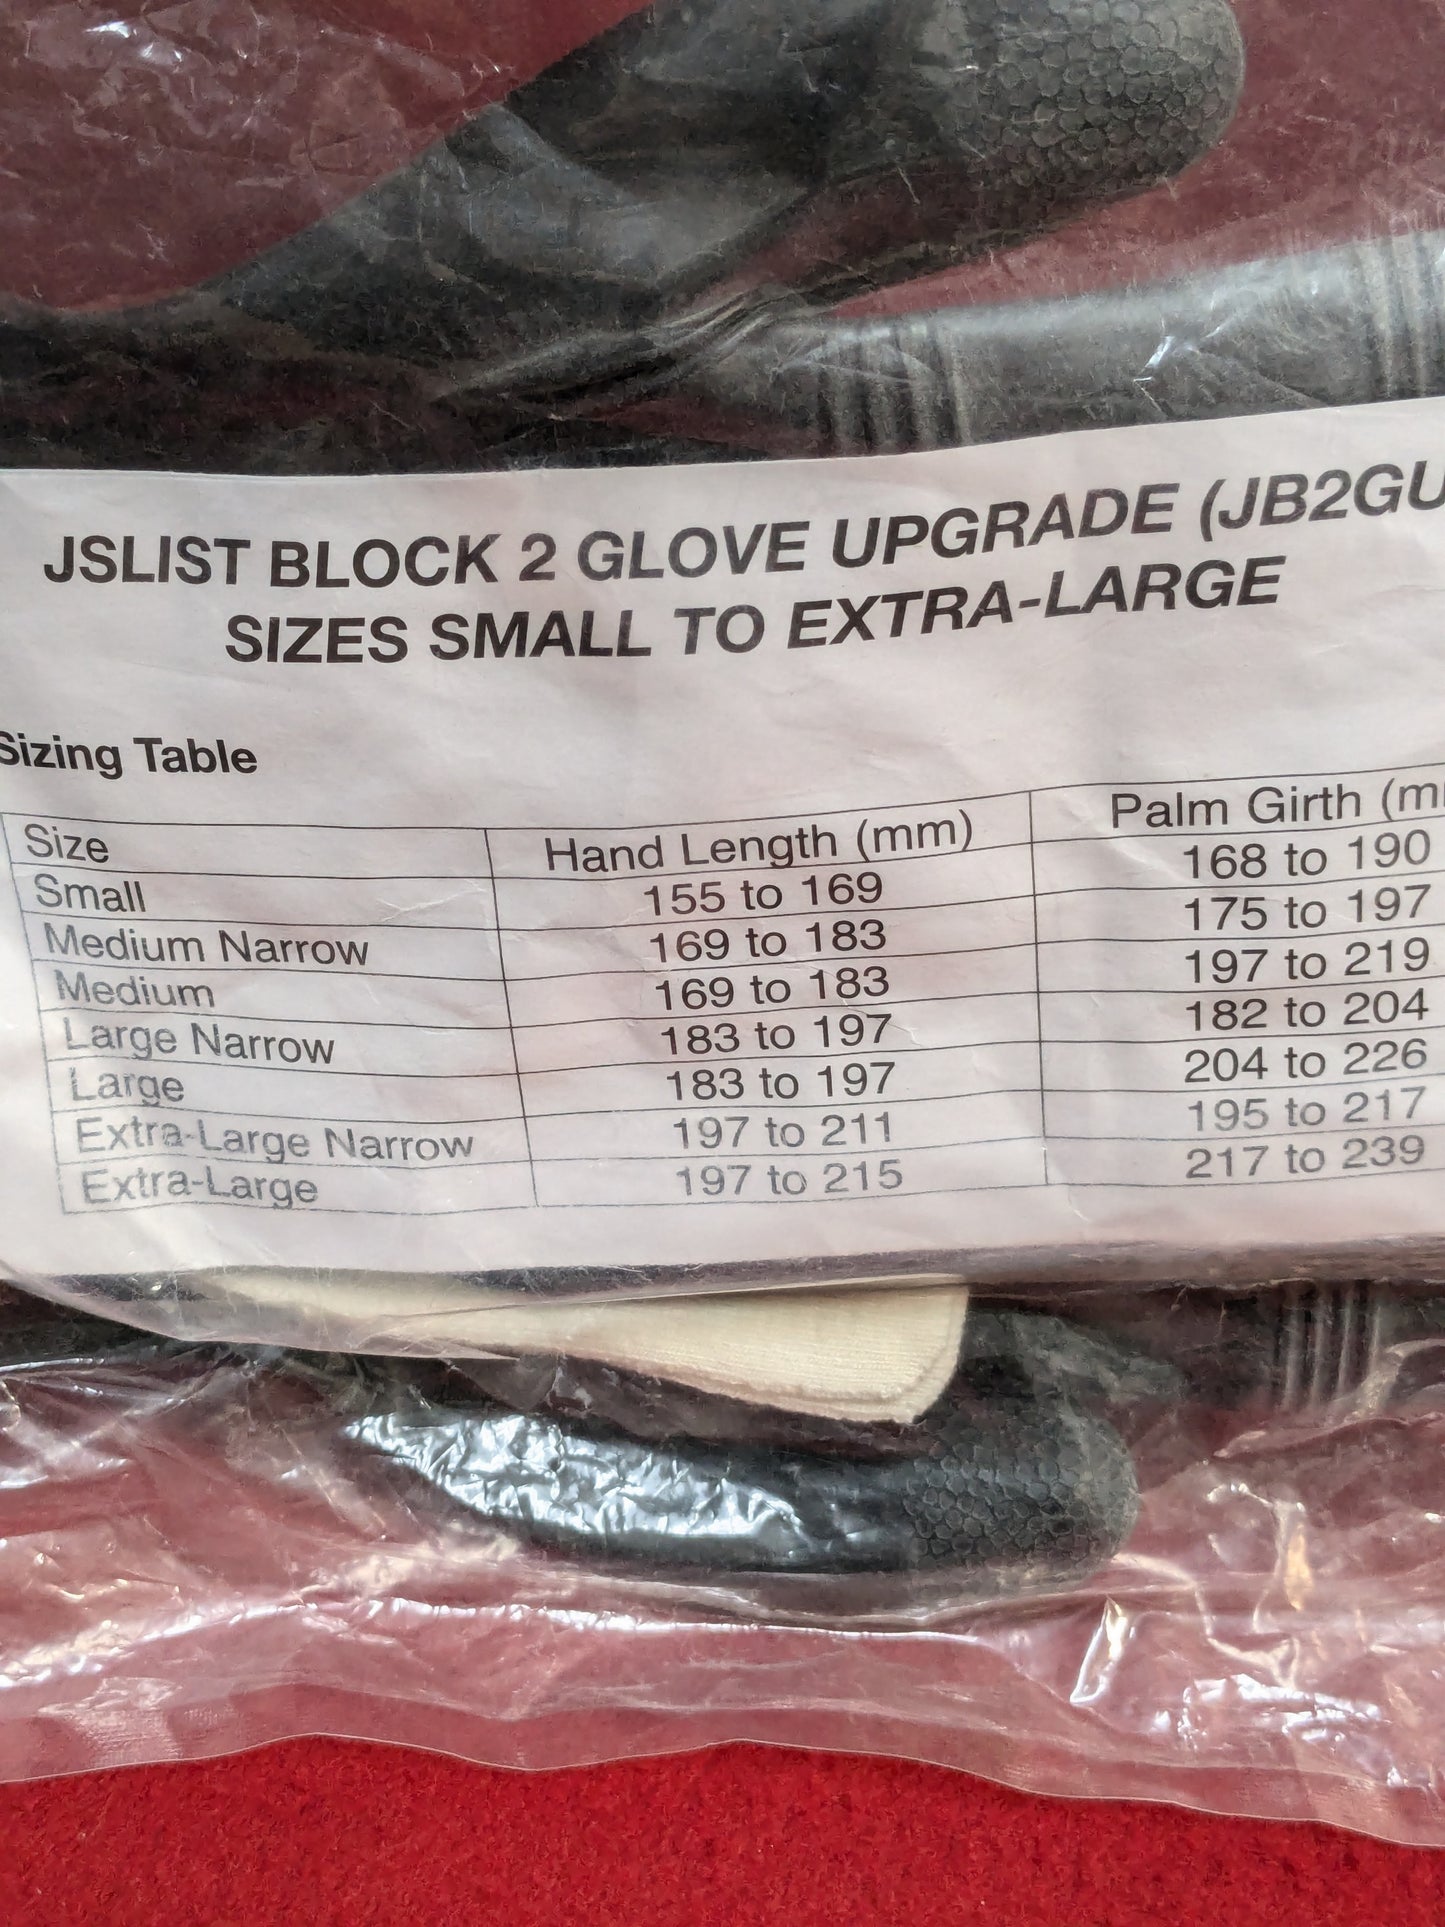 JSLIST BLOCK 2 GLOVE UPGRADE (JB2GU
SIZES SMALL TO EXTRA-LARGE
Sizing Table
Size Hand Length (mm) Palm Girth (m
Small 155 to 169 168 to 190
Medium Narrow 169 to 183 175 to 197
Medium 169 to 183 197 to 219
Large Narrow 183 to 197 182 to 204
Large 183 to 197 204 to 226
Extra-Large Narrow 197 to 211 195 to 217
Extra-Large 197 to 215 217 to 239